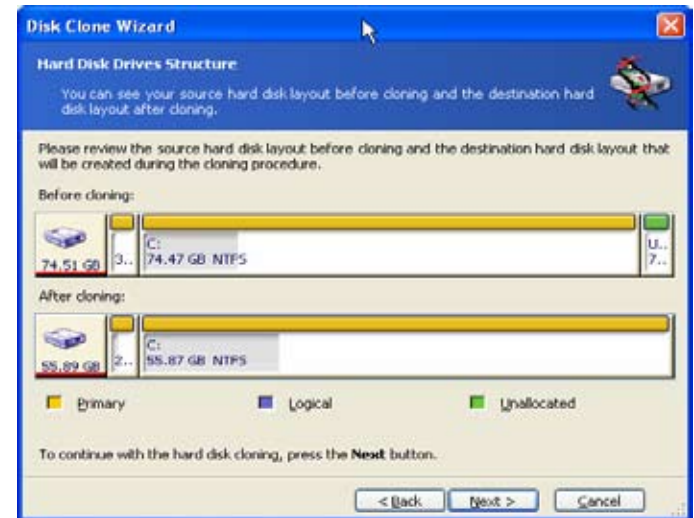 Disk Clone Wizard
Hard Disk Drives Structure
You can see your source hard disk layout before cloning and the destination hard
disk layout after cloning.
Please review the source hard disk layout before cloning and the destination hard disk layout that
will be created during the cloning procedure.
Before cloning:
74.51 GB
3..
C:
74.47 GB NTFS
U..
7..
After cloning:
55.89 GB
2..
C:
55.87 GB NTFS
Primary
Logical
Unallocated
To continue with the hard disk cloning, press the Next button.
< Back
Next >
Cancel